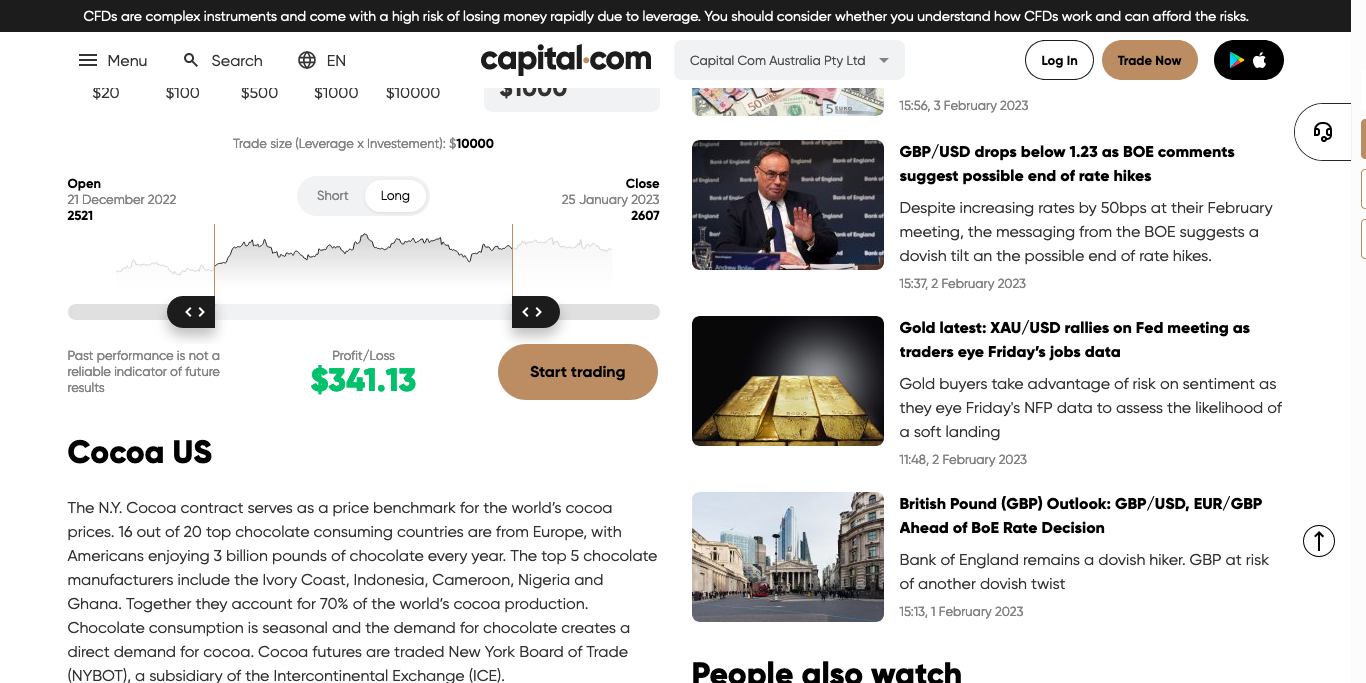 CFDs are complex instruments and come with a high risk of losing money rapidly due to leverage. You should consider whether you understand how CFDs work and can afford the risks.
Menu
Search
EN
capital.com
Capital Com Australia Pty Ltd
Log In
Trade Now
$20
$100
$500
$1000
$10000
$1000
Trade size (Leverage x Investement): $10000
Open
21 December 2022
2521
Short
Long
Close
25 January 2023
2607
Past performance is not a
reliable indicator of future
results
Profit/Loss
$341.13
Start trading
Cocoa US
The N.Y. Cocoa contract serves as a price benchmark for the world’s cocoa
prices. 16 out of 20 top chocolate consuming countries are from Europe, with
Americans enjoying 3 billion pounds of chocolate every year. The top 5 chocolate
manufacturers include the Ivory Coast, Indonesia, Cameroon, Nigeria and
Ghana. Together they account for 70% of the world’s cocoa production.
Chocolate consumption is seasonal and the demand for chocolate creates a
direct demand for cocoa. Cocoa futures are traded New York Board of Trade
(NYBOT), a subsidiary of the Intercontinental Exchange (ICE).
15:56, 3 February 2023
GBP/USD drops below 1.23 as BOE comments
suggest possible end of rate hikes
Despite increasing rates by 50bps at their February
meeting, the messaging from the BOE suggests a
dovish tilt an the possible end of rate hikes.
15:37, 2 February 2023
Gold latest: XAU/USD rallies on Fed meeting as
traders eye Friday’s jobs data
Gold buyers take advantage of risk on sentiment as
they eye Friday's NFP data to assess the likelihood of
a soft landing
11:48, 2 February 2023
British Pound (GBP) Outlook: GBP/USD, EUR/GBP
Ahead of BoE Rate Decision
Bank of England remains a dovish hiker. GBP at risk
of another dovish twist
15:13, 1 February 2023
People also watch